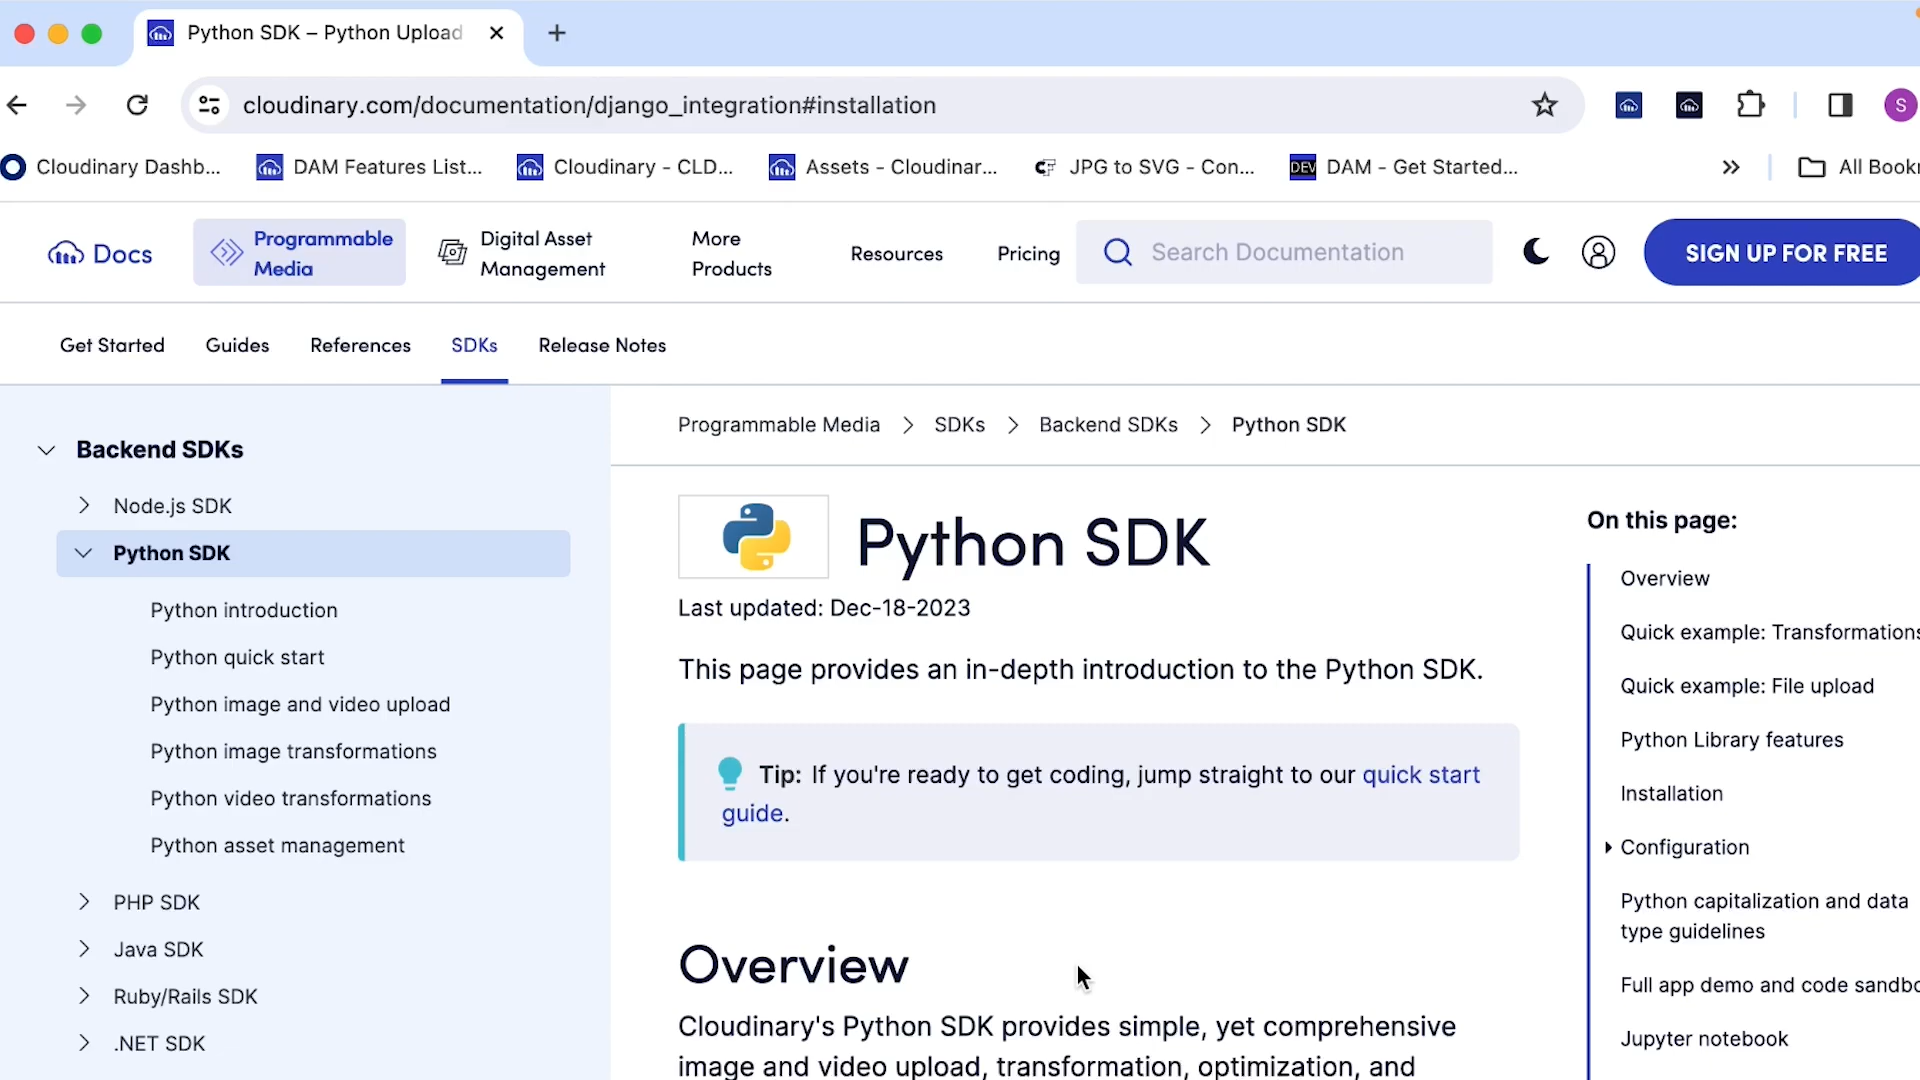 Python SDK – Python Upload
cloudinary.com/documentation/django_integration#installation
S
Cloudinary Dashb...
DAM Features List...
Cloudinary - CLD...
Assets - Cloudinar...
JPG to SVG - Con...
DEV
DAM - Get Started...
All Bookr
Docs
Programmable
Media
Digital Asset
Management
More
Products
Resources
Pricing
Search Documentation
SIGN UP FOR FREE
Get Started
Guides
References
SDKs
Release Notes
Backend SDKs
Node.js SDK
Python SDK
Python introduction
Python quick start
Python image and video upload
Python image transformations
Python video transformations
Python asset management
PHP SDK
Java SDK
Ruby/Rails SDK
.NET SDK
Programmable Media > SDKs > Backend SDKs > Python SDK
Python SDK
Last updated: Dec-18-2023
This page provides an in-depth introduction to the Python SDK.
Tip: If you're ready to get coding, jump straight to our quick start
guide.
Overview
Cloudinary's Python SDK provides simple, yet comprehensive
image and video upload, transformation, optimization, and
On this page:
Overview
Quick example: Transformations
Quick example: File upload
Python Library features
Installation
Configuration
Python capitalization and data
type guidelines
Full app demo and code sandbo
Jupyter notebook